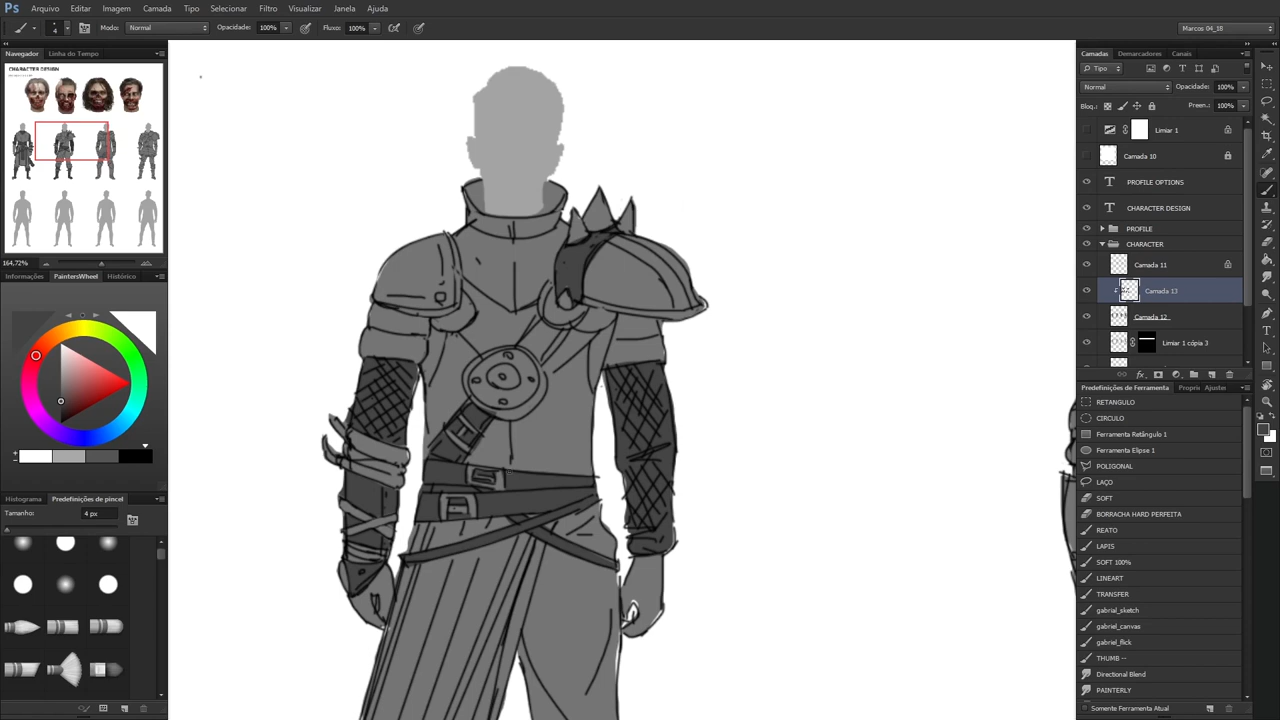 Ps Arquivo Editar Imagem Camada Tipo Selecionar Filtro Visualizar Janela Ajuda
4 Modo: Normal Opacidade: 100% Fluxo: 100% Marcos 04_18
Navegador Linha do Tempo
CHARACTER DESIGN
164,72%
Informações PaintersWheel Histórico
Histograma Predefinições de pincel
Tamanho: 4 px
Camadas Demarcadores Canais
Tipo
Normal Opacidade: 100%
Bloq.: Preen.: 100%
Limiar 1
Camada 10
PROFILE OPTIONS
CHARACTER DESIGN
PROFILE
CHARACTER
Camada 11
Camada 13
Camada 12
Limiar 1 cópia 3
fx
Predefinições de Ferramenta Propri Ajustes
RETANGULO
CIRCULO
Ferramenta Retângulo 1
Ferramenta Elipse 1
POLIGONAL
LAÇO
SOFT
BORRACHA HARD PERFEITA
REATO
LAPIS
SOFT 100%
LINEART
TRANSFER
gabrial_sketch
gabriel_canvas
gabriel_flick
THUMB --
Directional Blend
PAINTERLY
Somente Ferramenta Atual